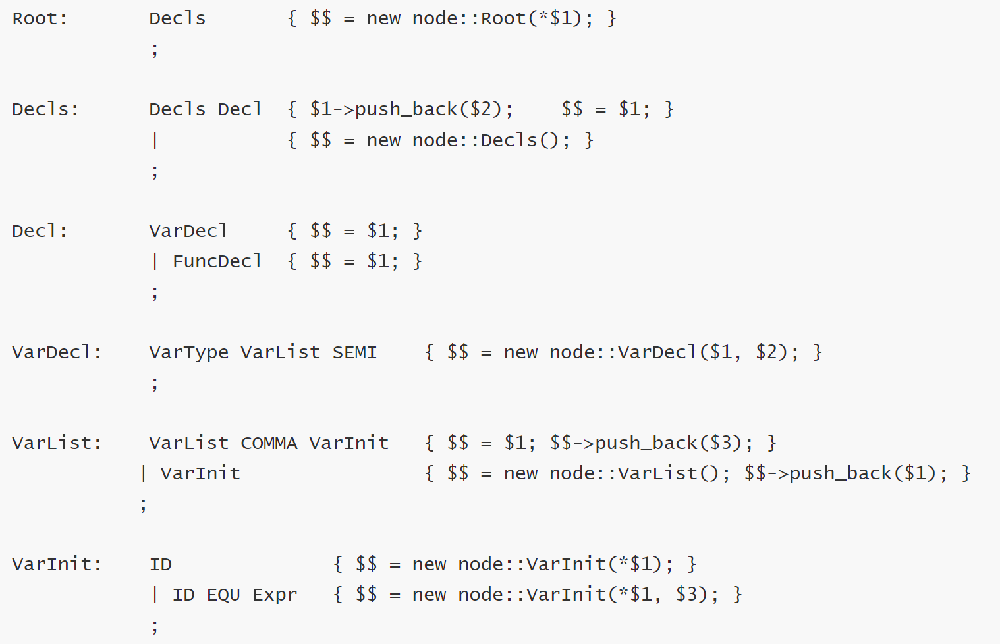 Root:       Decls       { $$ = new node::Root(*$1); }
            ;
Decls:      Decls Decl  { $1->push_back($2);    $$ = $1; }
            |           { $$ = new node::Decls(); }
            ;
Decl:       VarDecl     { $$ = $1; }
            | FuncDecl  { $$ = $1; }
            ;
VarDecl:    VarType VarList SEMI    { $$ = new node::VarDecl($1, $2); }
            ;
VarList:    VarList COMMA VarInit   { $$ = $1; $$->push_back($3); }
           | VarInit                { $$ = new node::VarList(); $$->push_back($1); }
           ;
VarInit:    ID              { $$ = new node::VarInit(*$1); }
            | ID EQU Expr   { $$ = new node::VarInit(*$1, $3); }
            ;